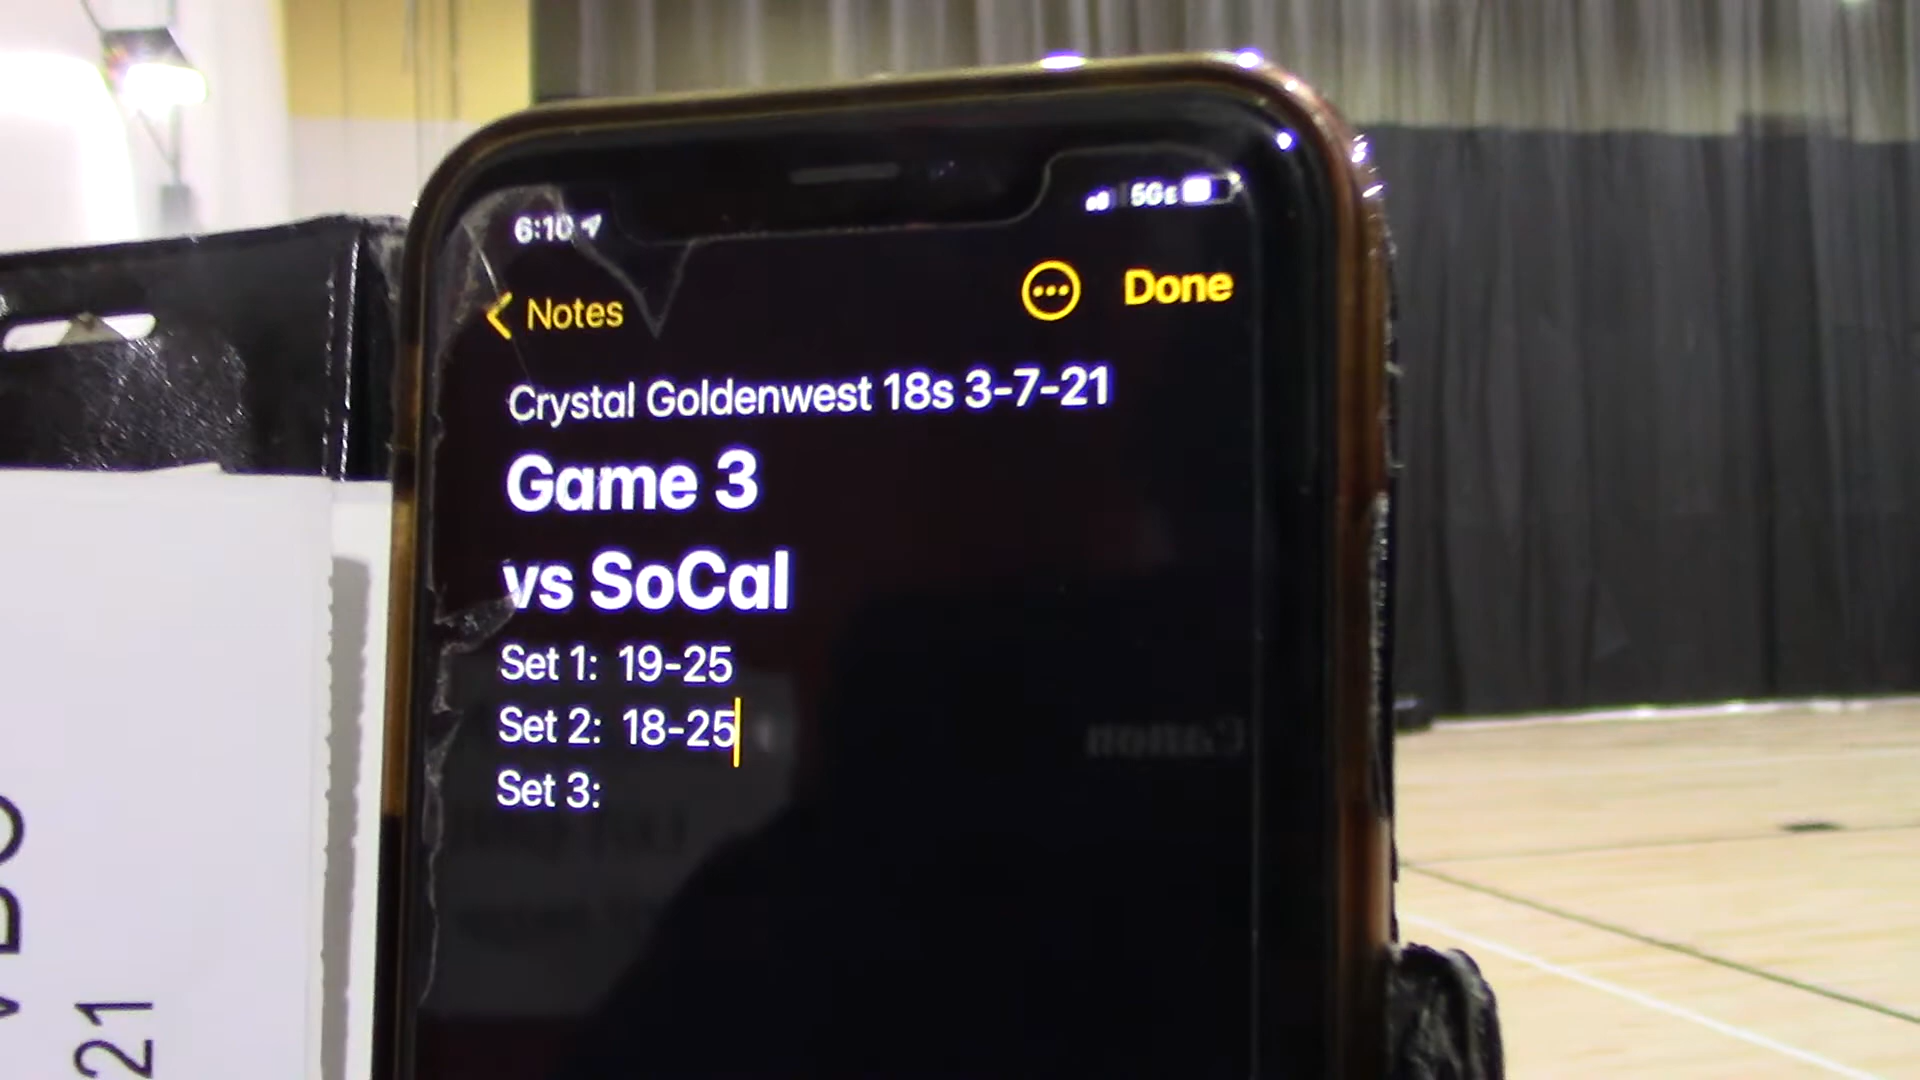 6:10
5GE
Notes
Done
Crystal Goldenwest 18s 3-7-21
Game 3
vs SoCal
Set 1: 19-25
Set 2: 18-25
Set 3:
21